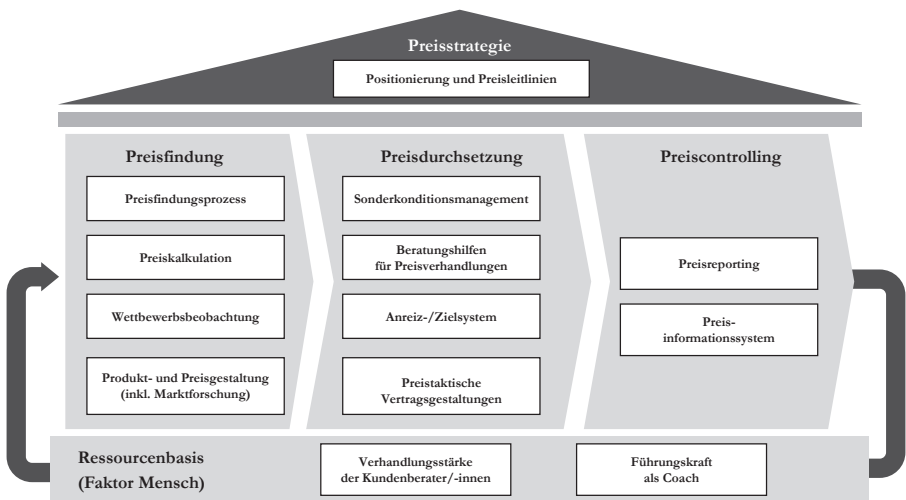 Preisstrategie
Positionierung und Preisleitlinien
Preisfindung
Preisfindungsprozess
Preiskalkulation
Wettbewerbsbeobachtung
Produkt- und Preisgestaltung
(inkl. Marktforschung)
Preisdurchsetzung
Sonderkonditionsmanagement
Beratungshilfen
für Preisverhandlungen
Anreiz-/Zielsystem
Preistaktische
Vertragsgestaltungen
Preiscontrolling
Preisreporting
Preis-
informationssystem
Ressourcenbasis
(Faktor Mensch)
Verhandlungsstärke
der Kundenberater/-innen
Führungskraft
als Coach